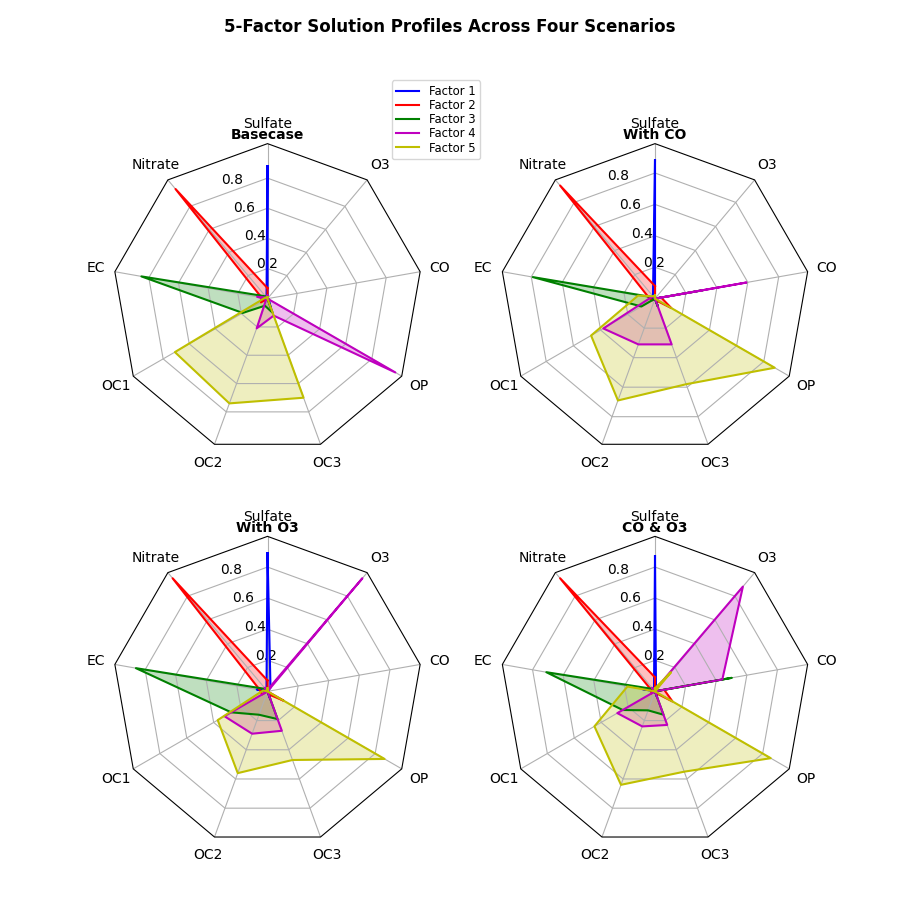 5-Factor Solution Profiles Across Four Scenarios
Factor 1
Factor 2
Factor 3
Factor 4
Factor 5
Sulfate
Basecase
Nitrate
O3
0.8
0.6
0.4
0.2
EC
CO
OC1
OP
OC2
OC3
Sulfate
With CO
Nitrate
O3
0.8
0.6
0.4
0.2
EC
CO
OC1
OP
OC2
OC3
Sulfate
With O3
Nitrate
O3
0.8
0.6
0.4
0.2
EC
CO
OC1
OP
OC2
OC3
Sulfate
CO & O3
Nitrate
O3
0.8
0.6
0.4
0.2
EC
CO
OC1
OP
OC2
OC3